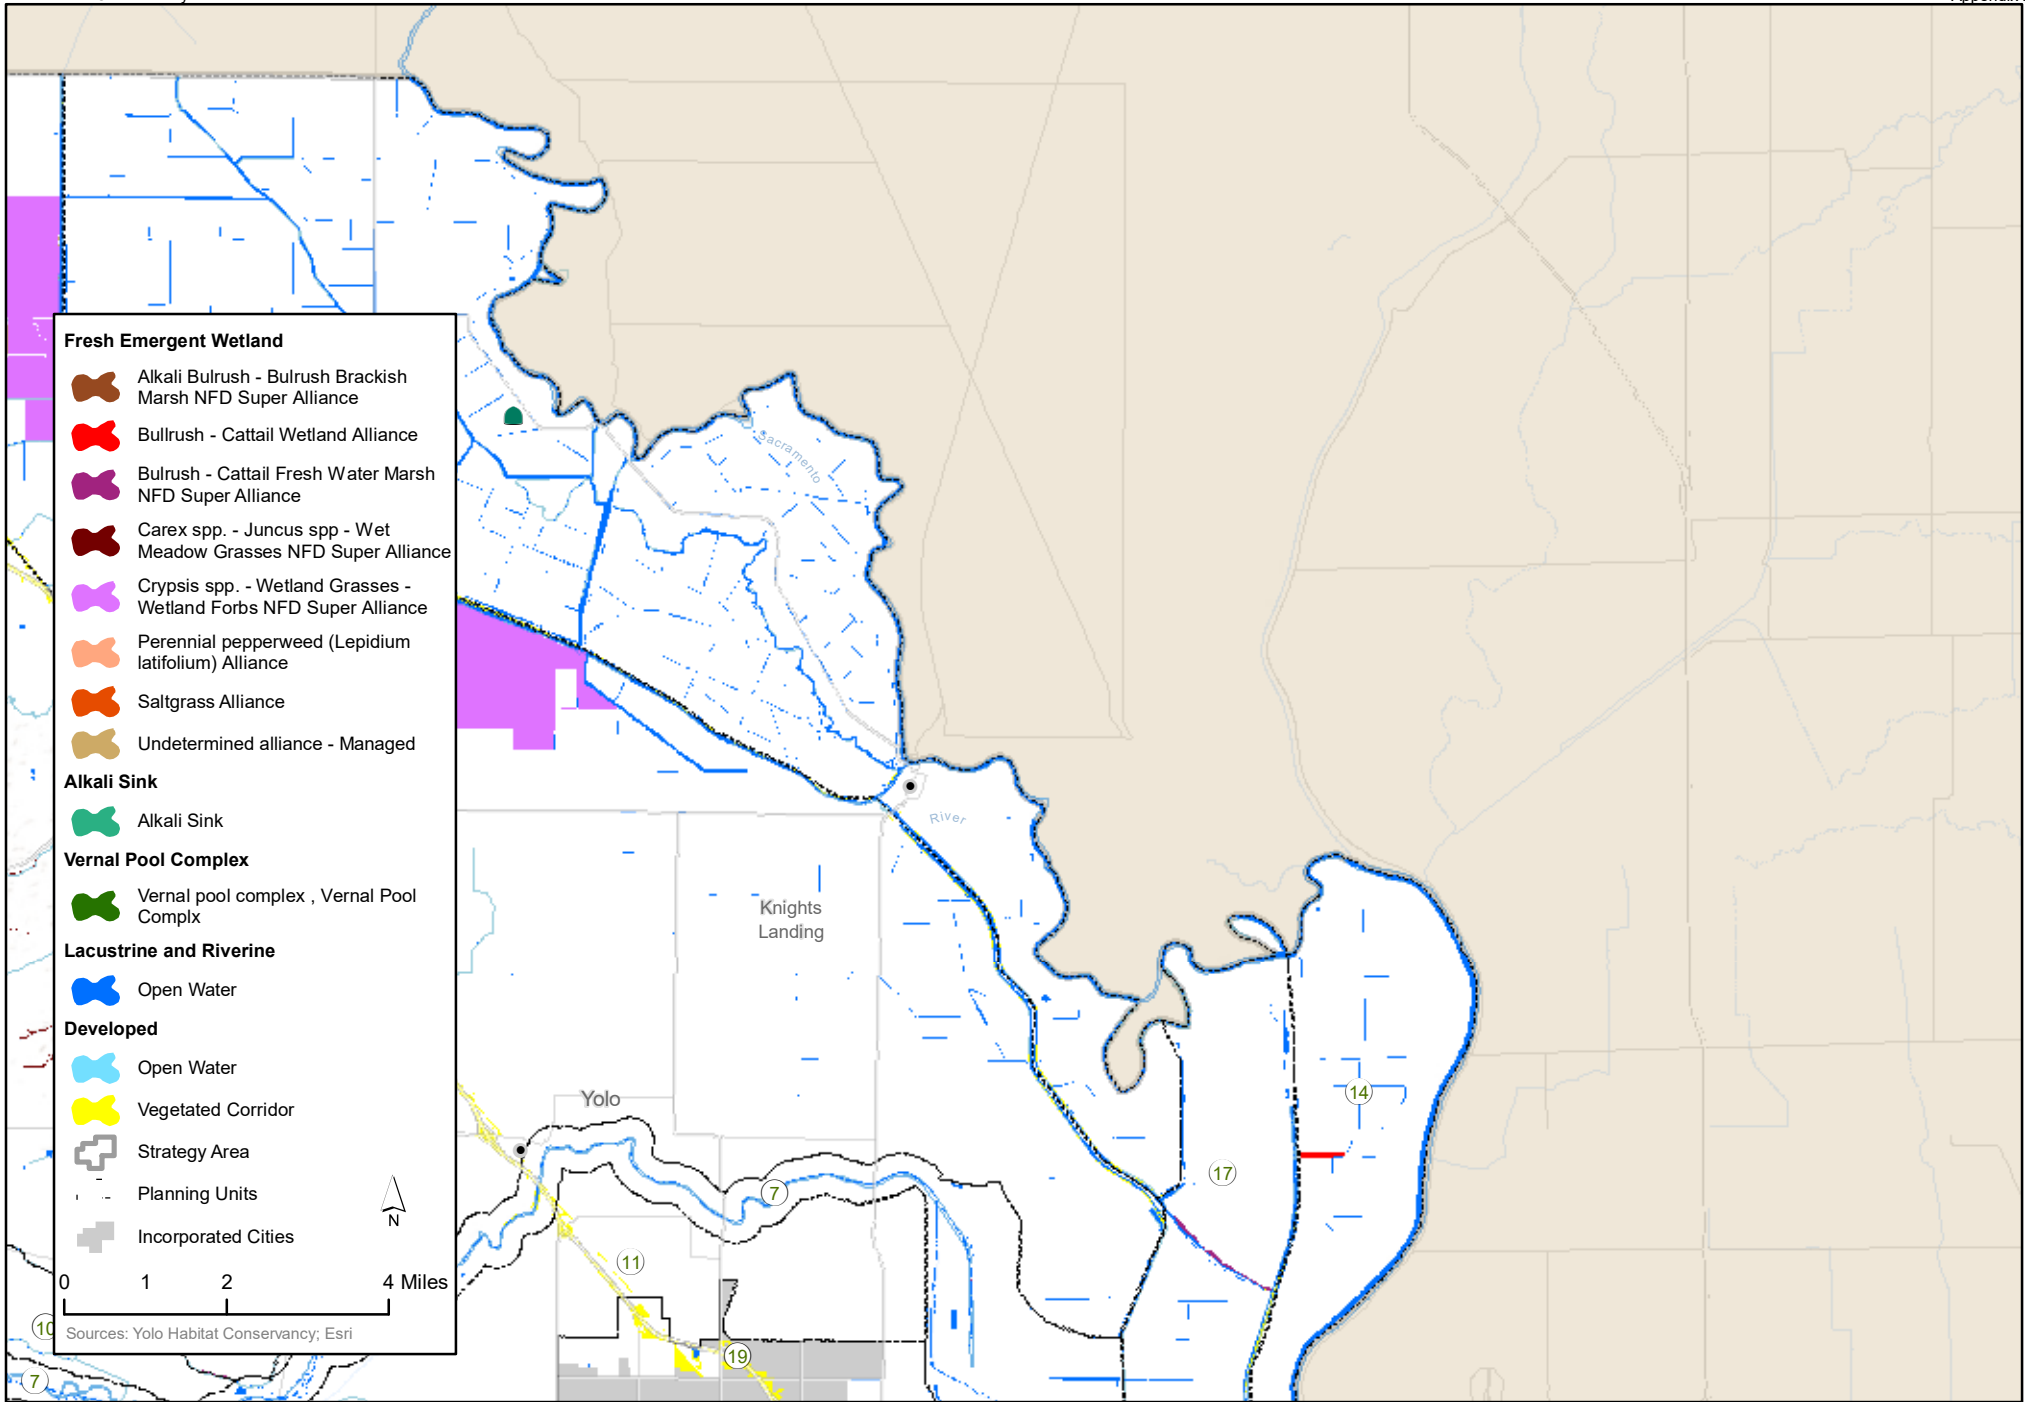 Fresh Emergent Wetland
Alkali Bulrush - Bulrush Brackish
Marsh NFD Super Alliance
Bullrush - Cattail Wetland Alliance
Bulrush - Cattail Fresh Water Marsh
NFD Super Alliance
Carex spp. - Juncus spp - Wet
Meadow Grasses NFD Super Alliance
Crypsis spp. - Wetland Grasses -
Wetland Forbs NFD Super Alliance
Perennial pepperweed (Lepidium
latifolium) Alliance
Saltgrass Alliance
Undetermined alliance - Managed
Alkali Sink
Alkali Sink
Vernal Pool Complex
Vernal pool complex , Vernal Pool
Complx
Lacustrine and Riverine
Open Water
Developed
Open Water
Vegetated Corridor
Strategy Area
Planning Units
Incorporated Cities
N
0 1 2 4 Miles
Sources: Yolo Habitat Conservancy; Esri
Sacramento
River
Knights
Landing
Yolo
14
17
7
11
19
10
7